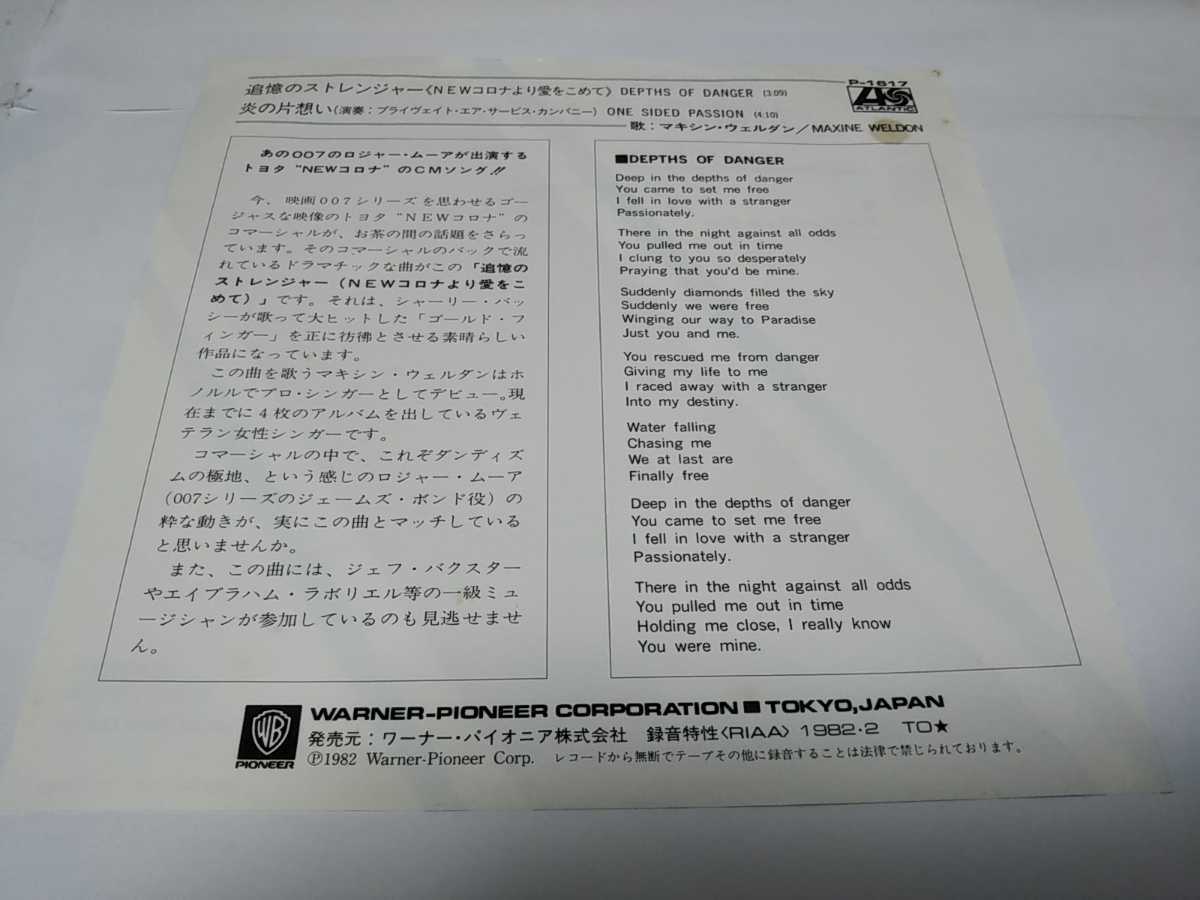 P-1617
追憶のストレンジャー《NEWコロナより愛をこめて》 DEPTHS OF DANGER (3:09)
炎の片想い(演奏:プライヴェイト・エア・サービス・カンパニー) ONE SIDED PASSION (4:10)
ATLANTIC
歌:マキシン・ウェルダン/MAXINE WELDON
あの007のロジャー・ムーアが出演する
トヨタ “NEWコロナ” のCMソング!!
今、映画007シリーズを思わせるゴー
ジャスな映像のトヨタ “NEWコロナ” の
コマーシャルが、お茶の間の話題をさらっ
ています。そのコマーシャルのバックで流
れているドラマチックな曲がこの「追憶の
ストレンジャー(NEWコロナより愛をこ
めて)」です。それは、シャーリー・バッ
シーが歌って大ヒットした「ゴールド・フ
ィンガー」を正に彷彿とさせる素晴らしい
作品になっています。
この曲を歌うマキシン・ウェルダンはホ
ノルルでプロ・シンガーとしてデビュー。現
在までに4枚のアルバムを出しているヴェ
テラン女性シンガーです。
コマーシャルの中で、これぞダンディズ
ムの極地、という感じのロジャー・ムーア
(007シリーズのジェームズ・ボンド役)の
粋な動きが、実にこの曲とマッチしている
と思いませんか。
また、この曲には、ジェフ・バクスター
やエイブラハム・ラボリエル等の一級ミュ
ージシャンが参加しているのも見逃せませ
ん。
■DEPTHS OF DANGER
Deep in the depths of danger
You came to set me free
I fell in love with a stranger
Passionately.
There in the night against all odds
You pulled me out in time
I clung to you so desperately
Praying that you'd be mine.
Suddenly diamonds filled the sky
Suddenly we were free
Winging our way to Paradise
Just you and me.
You rescued me from danger
Giving my life to me
I raced away with a stranger
Into my destiny.
Water falling
Chasing me
We at last are
Finally free
Deep in the depths of danger
You came to set me free
I fell in love with a stranger
Passionately.
There in the night against all odds
You pulled me out in time
Holding me close, I really know
You were mine.
WB
PIONEER
WARNER-PIONEER CORPORATION■TOKYO,JAPAN
発売元:ワーナー・パイオニア株式会社 録音特性〈RIAA〉1982・2 TO★
Ⓟ1982 Warner-Pioneer Corp. レコードから無断でテープその他に録音することは法律で禁じられております。